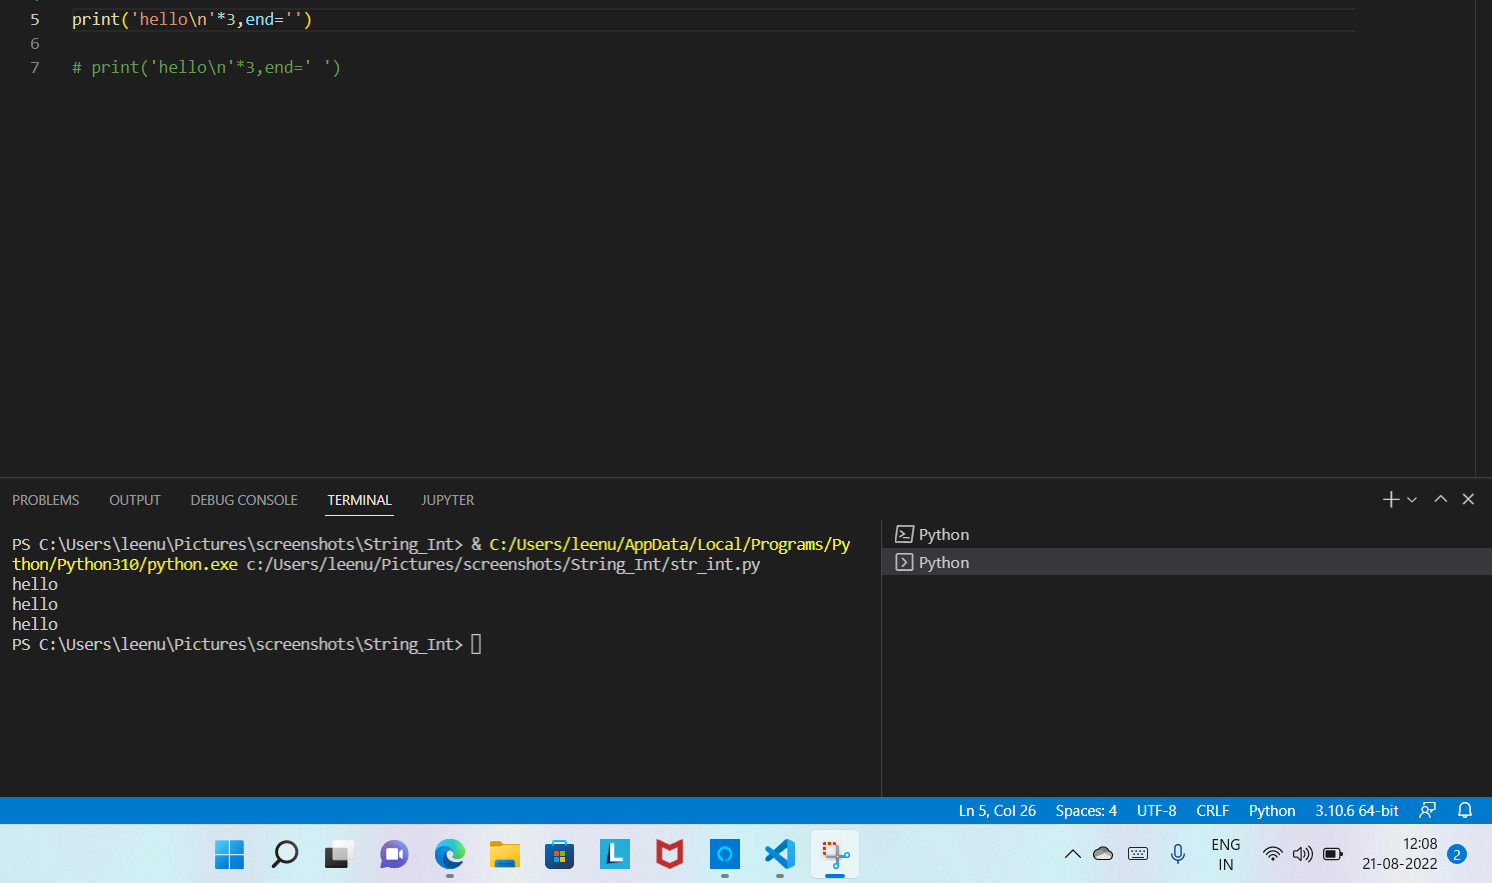 5 print('hello\n'*3,end='')
6
7 # print('hello\n'*3,end=' ')
PROBLEMS OUTPUT DEBUG CONSOLE TERMINAL JUPYTER
PS C:\Users\leenu\Pictures\screenshots\String_Int> & C:/Users/leenu/AppData/Local/Programs/Py
thon/Python310/python.exe c:/Users/leenu/Pictures/screenshots/String_Int/str_int.py
hello
hello
hello
PS C:\Users\leenu\Pictures\screenshots\String_Int>
Python
Python
Ln 5, Col 26 Spaces: 4 UTF-8 CRLF Python 3.10.6 64-bit
L
ENG
IN
12:08
21-08-2022
2